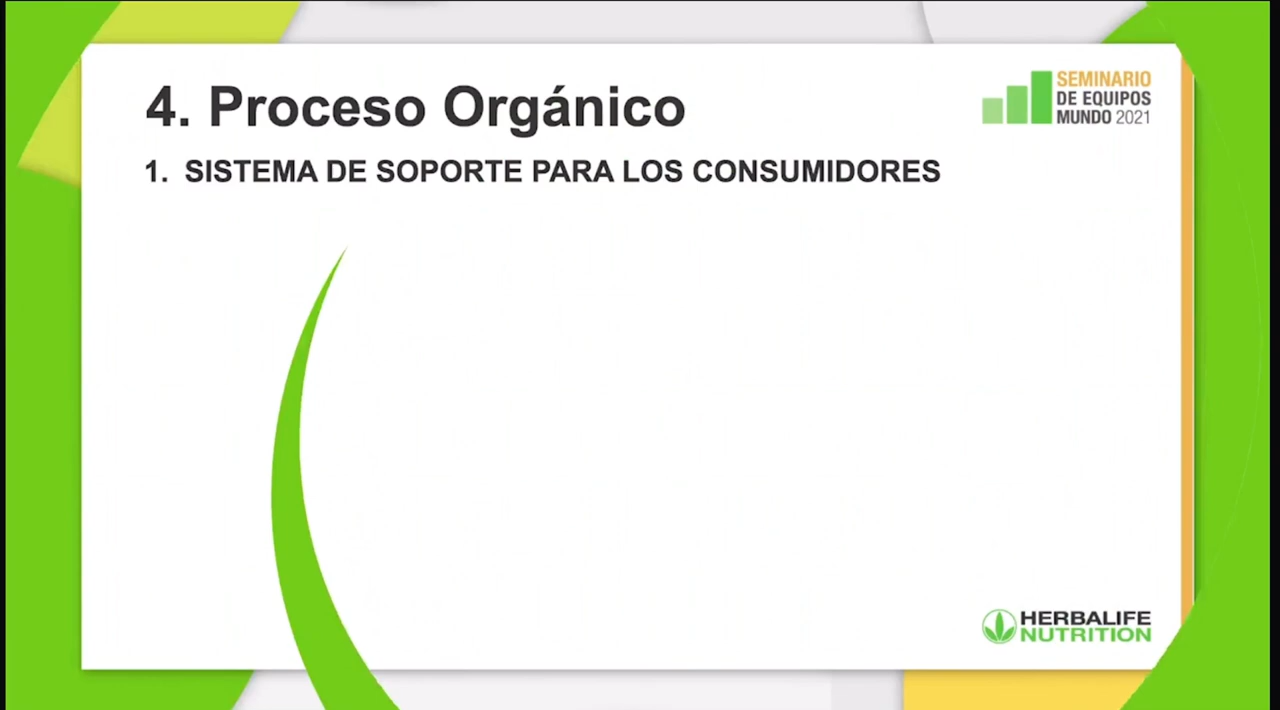 4. Proceso Orgánico
SEMINARIO
DE EQUIPOS
MUNDO 2021
1. SISTEMA DE SOPORTE PARA LOS CONSUMIDORES
HERBALIFE
NUTRITION